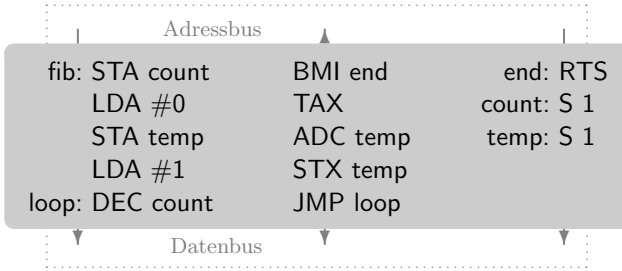 Adressbus
fib: STA count
LDA #0
STA temp
LDA #1
loop: DEC count
BMI end
TAX
ADC temp
STX temp
JMP loop
end: RTS
count: S 1
temp: S 1
Datenbus